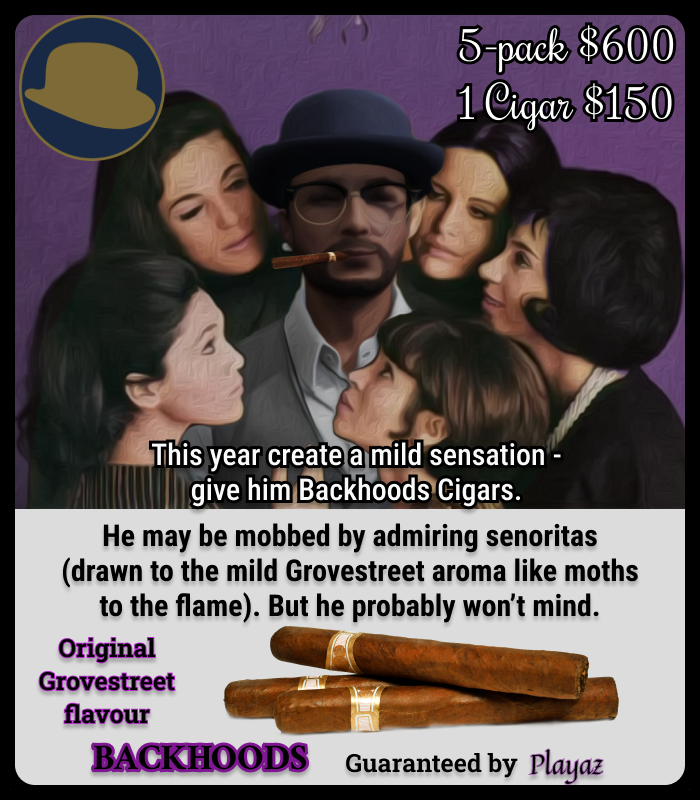 5-pack $600
1 Cigar $150
This year create a mild sensation -
give him Backhoods Cigars.
He may be mobbed by admiring senoritas
(drawn to the mild Grovestreet aroma like moths
to the flame). But he probably won’t mind.
Original
Grovestreet
flavour
BACKHOODS
Guaranteed by Playaz